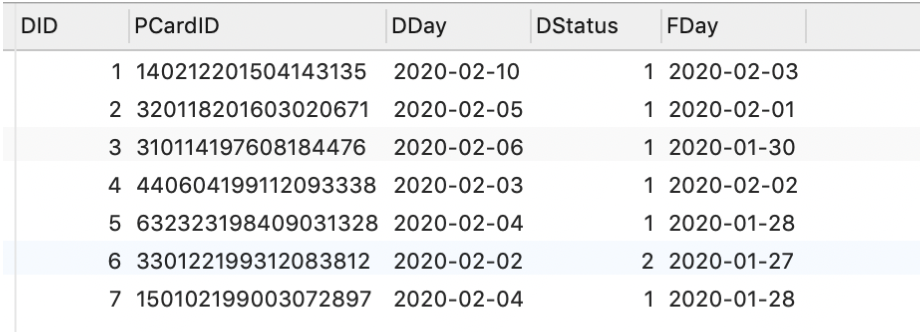 DID PCardID DDay DStatus FDay
1 140212201504143135 2020-02-10 1 2020-02-03
2 320118201603020671 2020-02-05 1 2020-02-01
3 310114197608184476 2020-02-06 1 2020-01-30
4 440604199112093338 2020-02-03 1 2020-02-02
5 632323198409031328 2020-02-04 1 2020-01-28
6 330122199312083812 2020-02-02 2 2020-01-27
7 150102199003072897 2020-02-04 1 2020-01-28